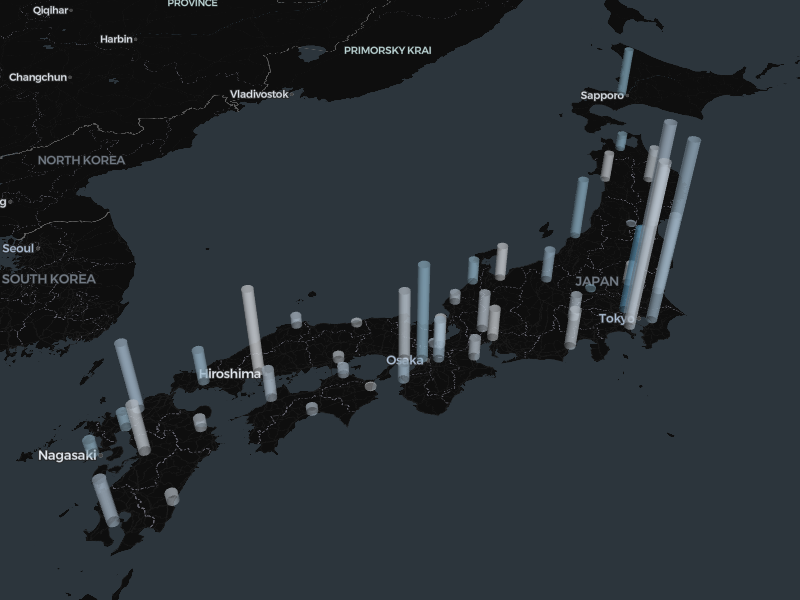 PROVINCE
Qiqihar
Harbin
PRIMORSKY KRAI
Changchun
Vladivostok
Sapporo
NORTH KOREA
g
Seoul
SOUTH KOREA
JAPAN
Tokyo
Osaka
Hiroshima
Nagasaki